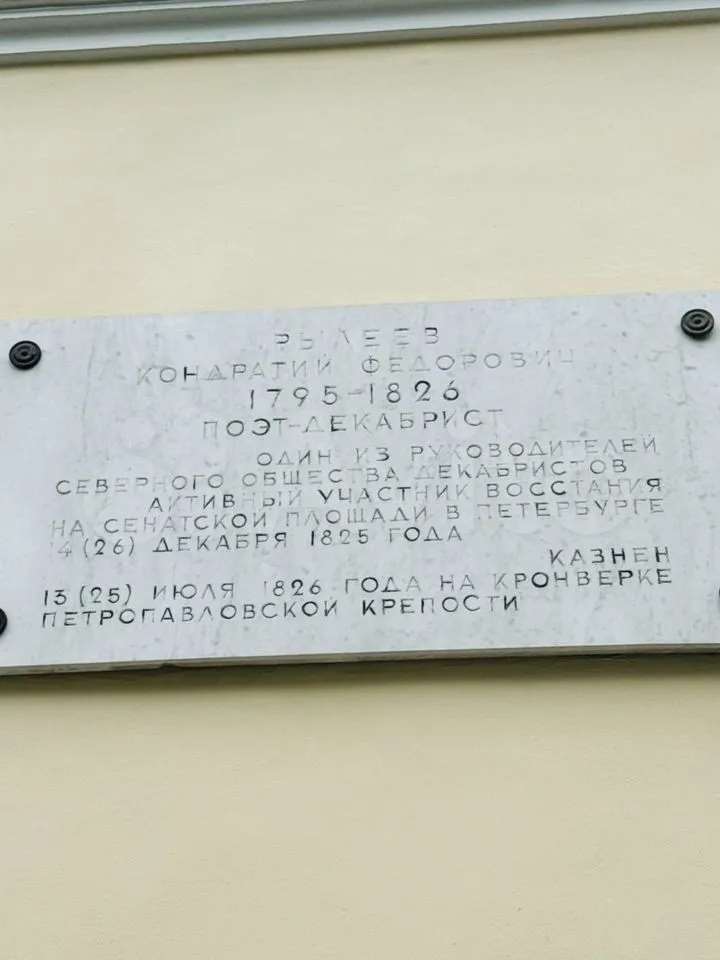 РЫЛЕЕВ
КОНДРАТИЙ ФЕДОРОВИЧ
1795-1826
ПОЭТ-ДЕКАБРИСТ
ОДИН ИЗ РУКОВОДИТЕЛЕЙ
СЕВЕРНОГО ОБЩЕСТВА ДЕКАБРИСТОВ
АКТИВНЫЙ УЧАСТНИК ВОССТАНИЯ
НА СЕНАТСКОЙ ПЛОЩАДИ В ПЕТЕРБУРГЕ
14 (26) ДЕКАБРЯ 1825 ГОДА
КАЗНЕН
13 (25) ИЮЛЯ 1826 ГОДА НА КРОНВЕРКЕ
ПЕТРОПАВЛОВСКОЙ КРЕПОСТИ